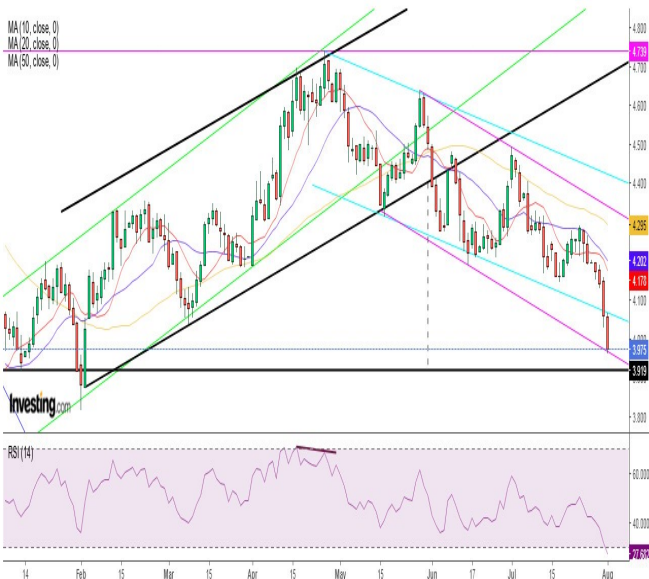 MA (10, close, 0)
MA (20, close, 0)
MA (50, close, 0)
4.800
4.739
4.700
4.600
4.500
4.400
4.295
4.202
4.178
4.100
4.000
3.975
3.919
3.800
Investing.com
RSI (14)
60.000
40.000
14 Feb 15 Mar 15 Apr 15 May 15 Jun 15 Jul 15 Aug